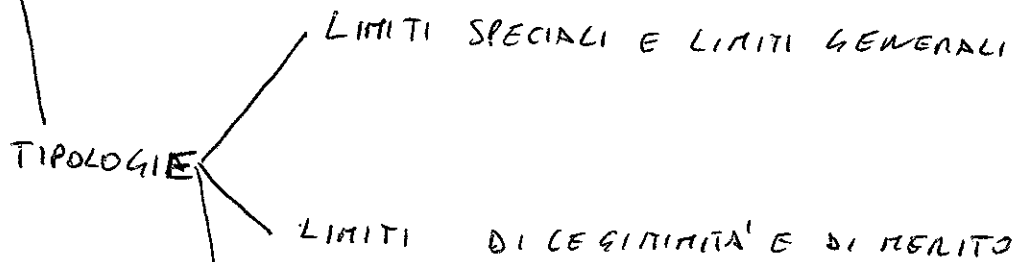 LIMITI SPECIALI E LIMITI GENERALI
TIPOLOGIE
LIMITI DI LEGITTIMITA' E DI MERITO